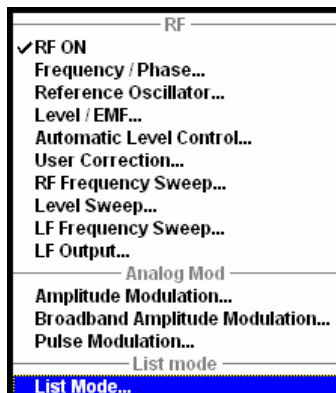 RF
RF ON
Frequency / Phase...
Reference Oscillator...
Level / EMF...
Automatic Level Control...
User Correction...
RF Frequency Sweep...
Level Sweep...
LF Frequency Sweep...
LF Output...
Analog Mod
Amplitude Modulation...
Broadband Amplitude Modulation...
Pulse Modulation...
List mode
List Mode...